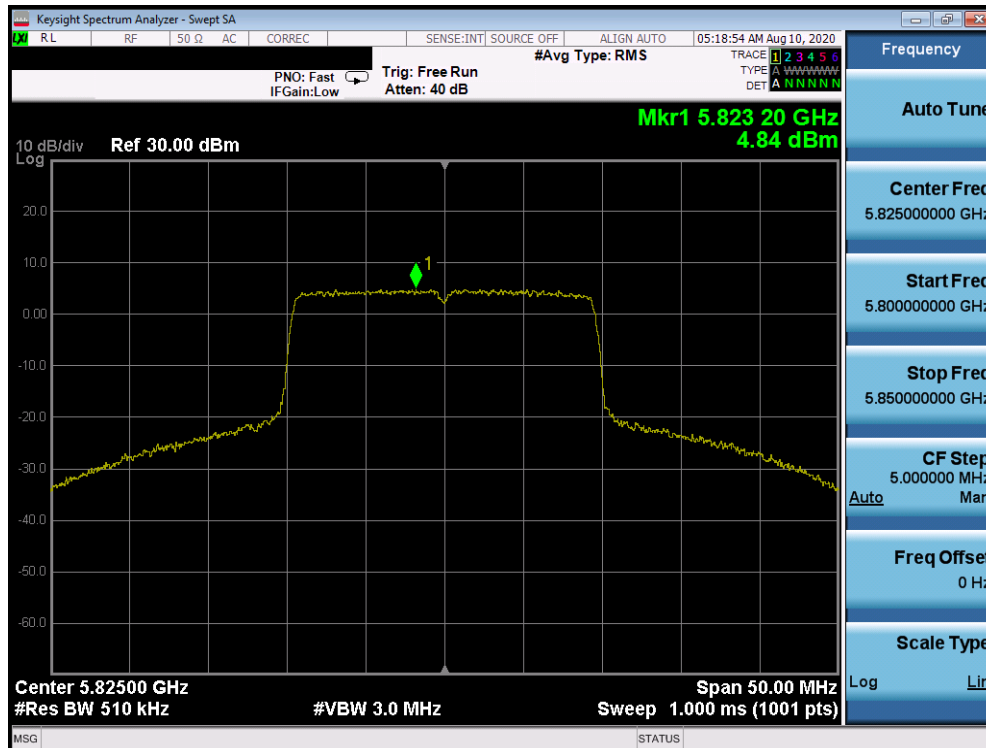 Keysight Spectrum Analyzer - Swept SA
LXI RL RF 50 Ω AC CORREC SENSE:INT SOURCE OFF ALIGN AUTO 05:18:54 AM Aug 10, 2020
#Avg Type: RMS
TRACE 1 2 3 4 5 6
TYPE A WWWWW
DET A N N N N N
PNO: Fast
IFGain:Low
Trig: Free Run
Atten: 40 dB
Mkr1 5.823 20 GHz
4.84 dBm
10 dB/div
Log
Ref 30.00 dBm
20.0
10.0
0.00
-10.0
-20.0
-30.0
-40.0
-50.0
-60.0
1
Center 5.82500 GHz
Span 50.00 MHz
#Res BW 510 kHz
#VBW 3.0 MHz
Sweep 1.000 ms (1001 pts)
MSG
STATUS
Frequency
Auto Tune
Center Freq
5.825000000 GHz
Start Freq
5.800000000 GHz
Stop Freq
5.850000000 GHz
CF Step
5.000000 MHz
Auto Man
Freq Offset
0 Hz
Scale Type
Log Lin